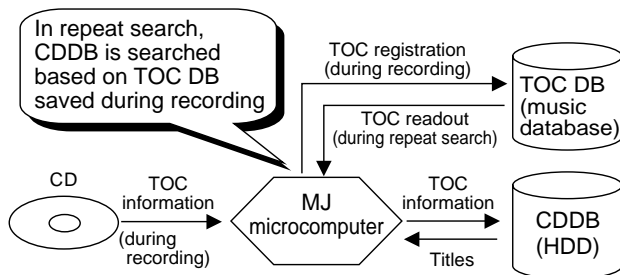 In repeat search,
CDDB is searched
based on TOC DB
saved during recording
TOC registration
(during recording)
TOC DB
(music
database)
TOC readout
(during repeat search)
CD
TOC
information
(during
recording)
MJ
microcomputer
TOC
information
Titles
CDDB
(HDD)